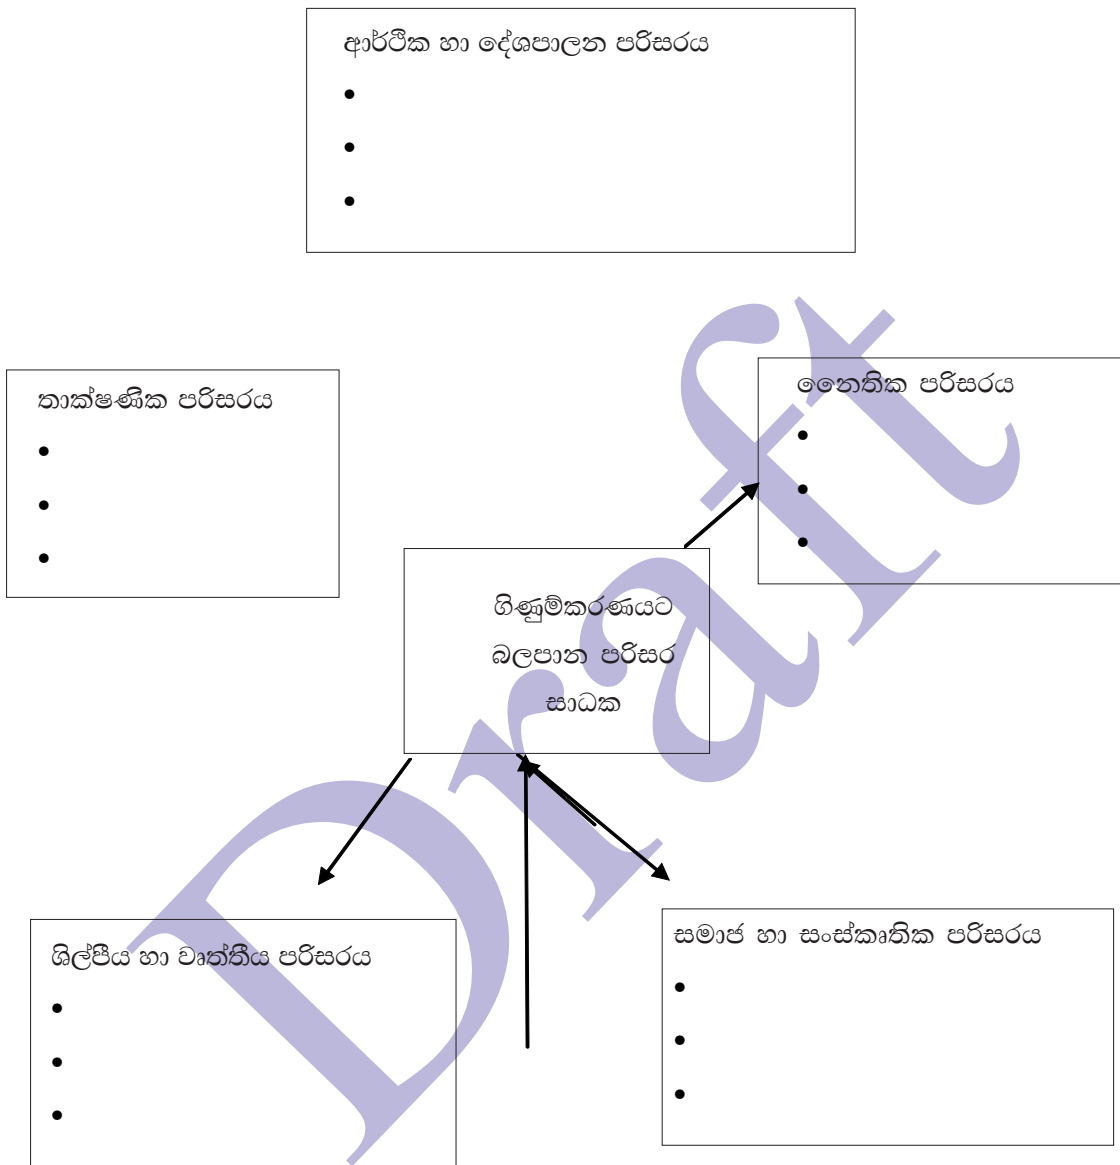 ආර්ථික හා දේශපාලන පරිසරය
•
•
•
තාක්ෂණික පරිසරය
•
•
•
නෛතික පරිසරය
•
•
•
ගිණුම්කරණයට
බලපාන පරිසර
සාධක
ශිල්පීය හා වෘත්තීය පරිසරය
•
•
•
සමාජ හා සංස්කෘතික පරිසරය
•
•
•
Draft